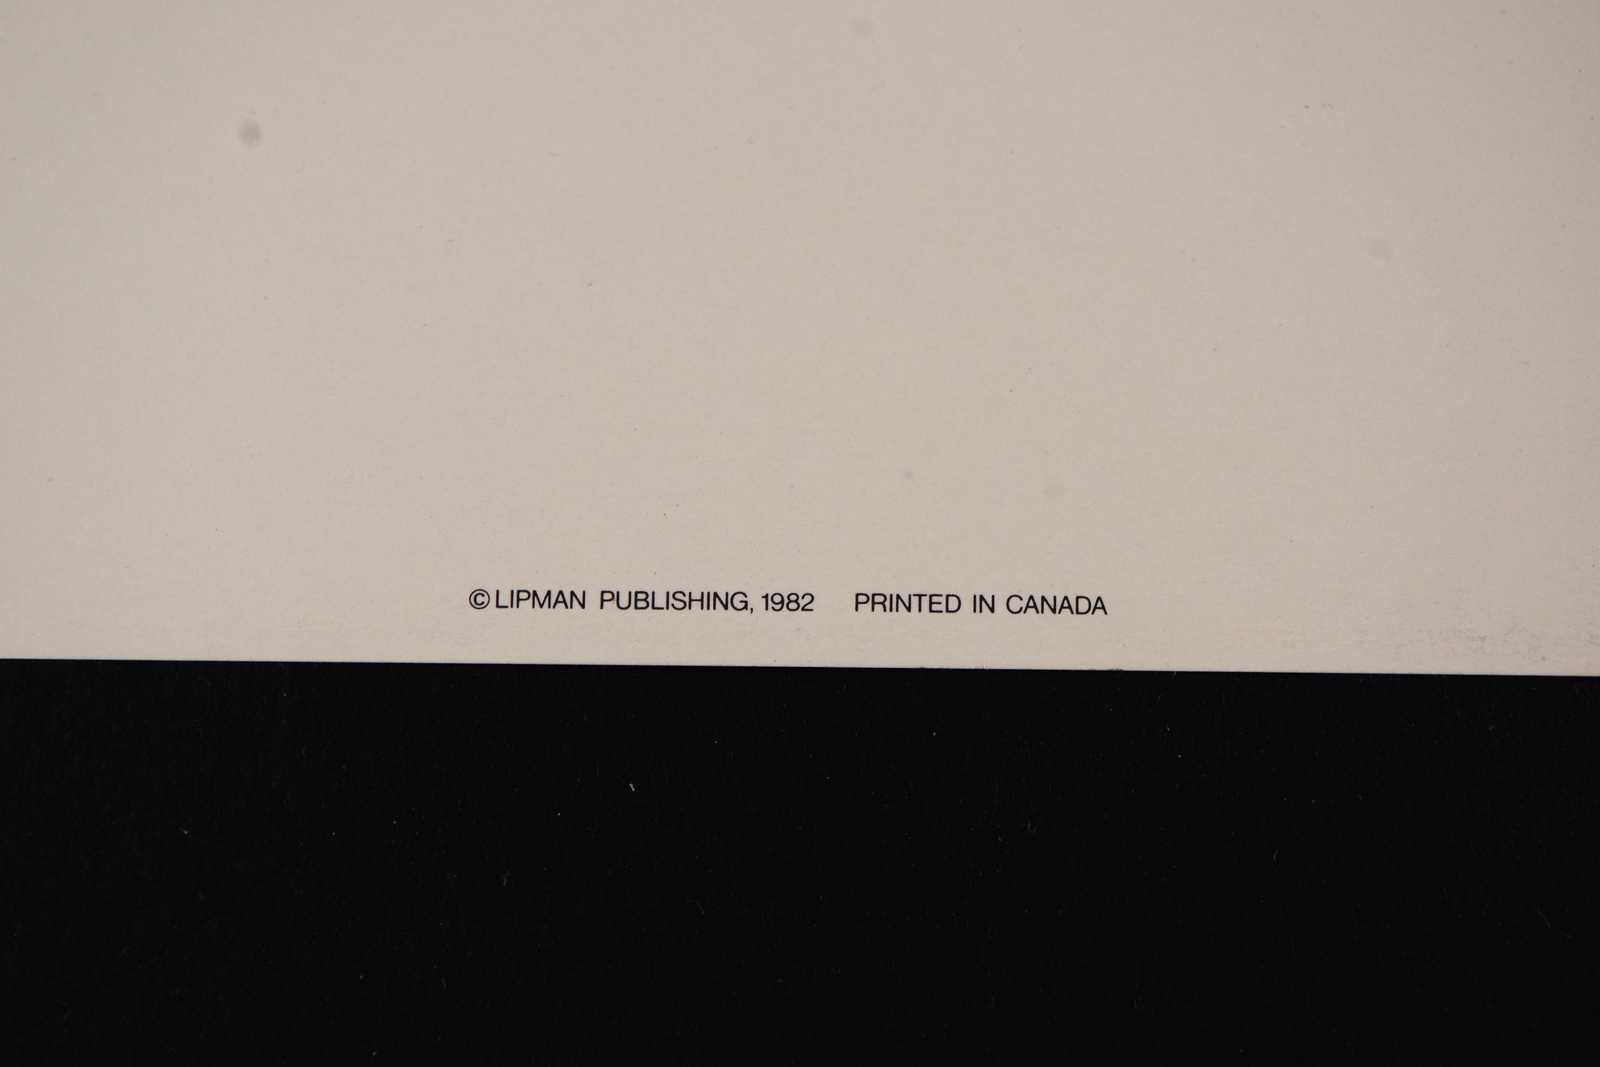 ©LIPMAN PUBLISHING, 1982 PRINTED IN CANADA